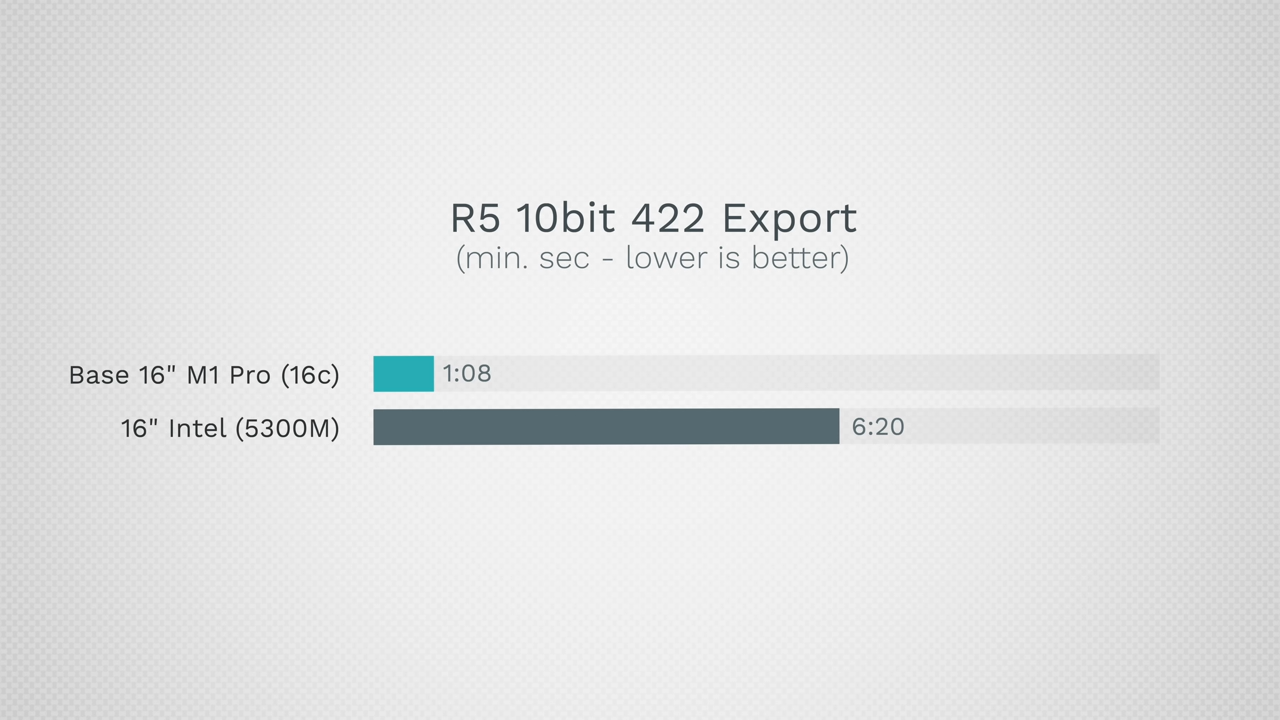 R5 10bit 422 Export
(min. sec - lower is better)
Base 16" M1 Pro (16c) 1:08
16" Intel (5300M) 6:20